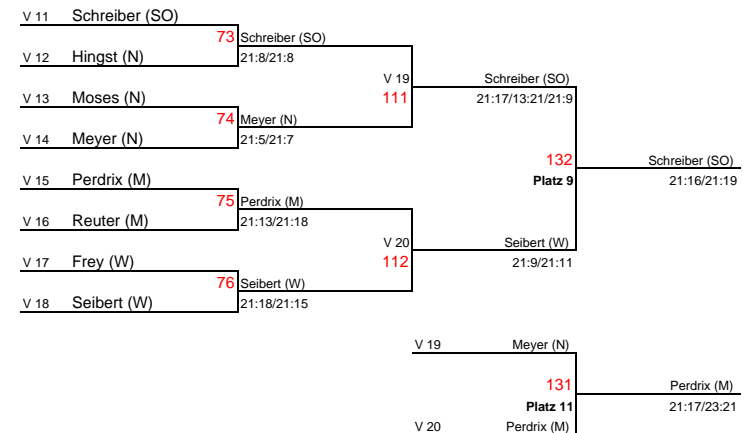 V 11 Schreiber (SO)
73 Schreiber (SO)
V 12 Hingst (N) 21:8/21:8
V 19 Schreiber (SO)
V 13 Moses (N) 111 21:17/13:21/21:9
74 Meyer (N)
V 14 Meyer (N) 21:5/21:7
132 Schreiber (SO)
V 15 Perdrix (M) Platz 9 21:16/21:19
75 Perdrix (M)
V 16 Reuter (M) 21:13/21:18
V 20 Seibert (W)
V 17 Frey (W) 112 21:9/21:11
76 Seibert (W)
V 18 Seibert (W) 21:18/21:15
V 19 Meyer (N)
131 Perdrix (M)
Platz 11 21:17/23:21
V 20 Perdrix (M)